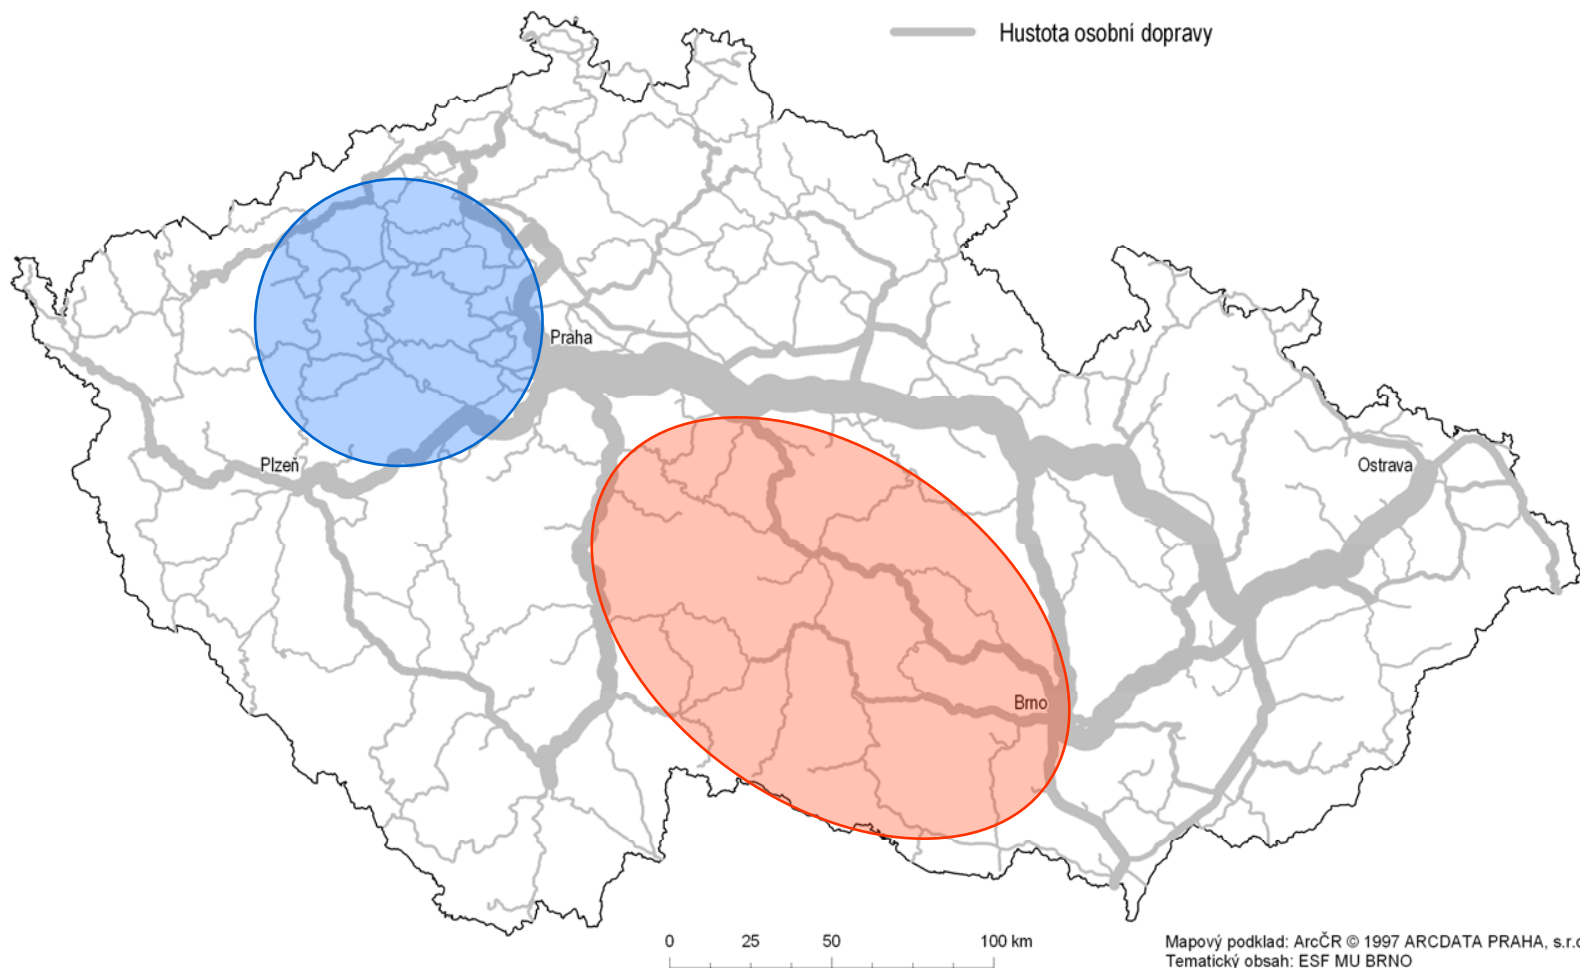 Hustota osobní dopravy
Praha
Plzeň
Ostrava
Brno
0 25 50 100 km
Mapový podklad: ArcČR © 1997 ARCDATA PRAHA, s.r.o
Tematický obsah: ESF MU BRNO